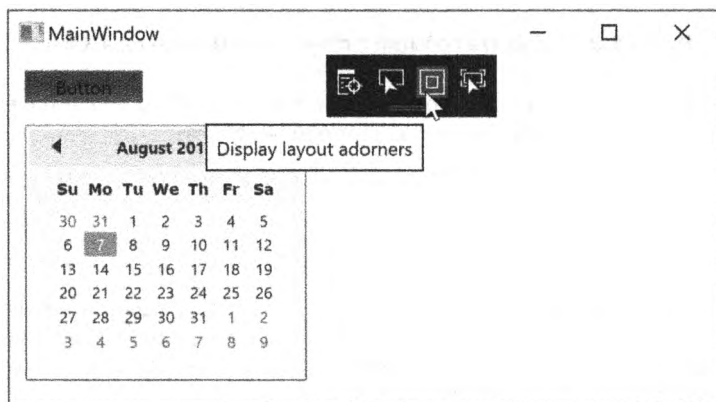 MainWindow
Button
August 201
Display layout adorners
Su Mo Tu We Th Fr Sa
30 31 1 2 3 4 5
6 7 8 9 10 11 12
13 14 15 16 17 18 19
20 21 22 23 24 25 26
27 28 29 30 31 1 2
3 4 5 6 7 8 9